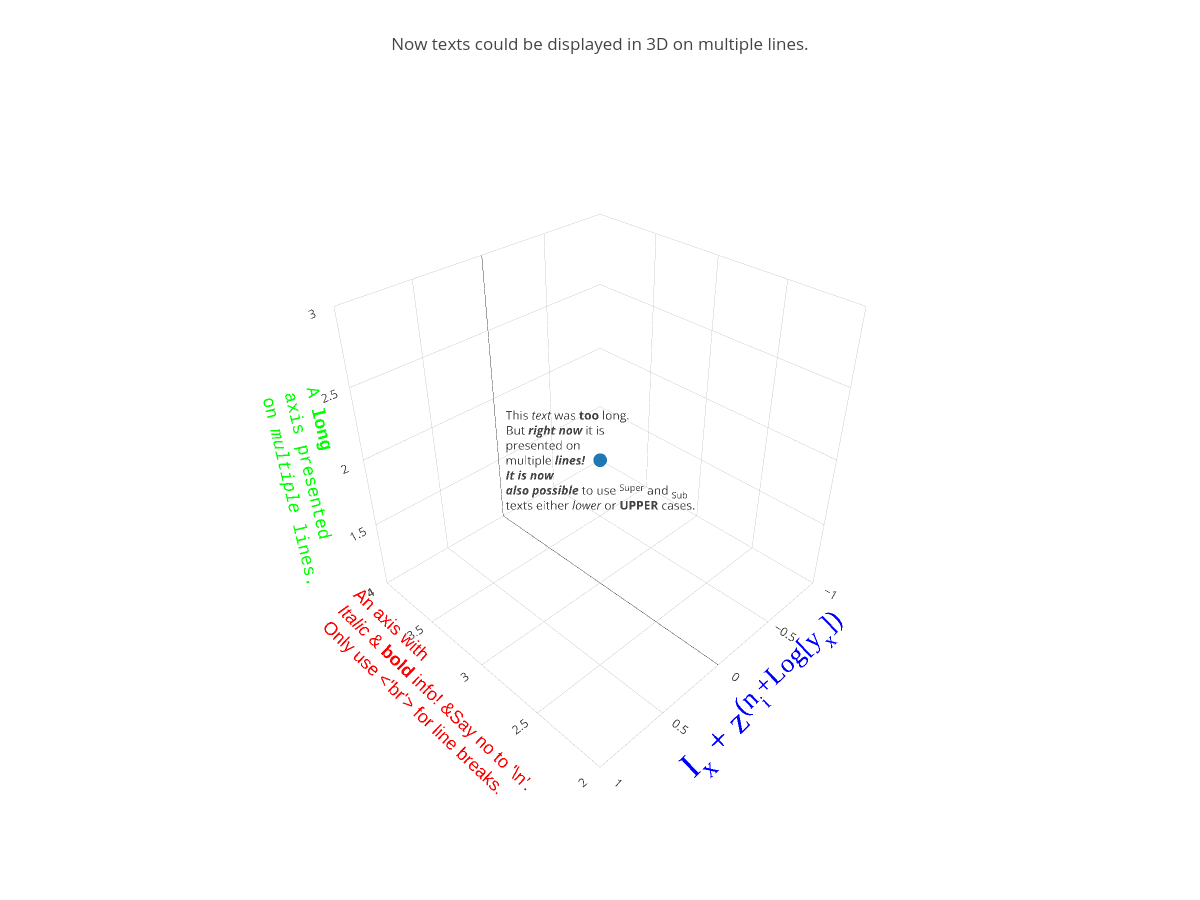 Now texts could be displayed in 3D on multiple lines.
3
2.5
2
1.5
A long
axis presented
on multiple lines.
This text was too long.
But right now it is
presented on
multiple lines!
It is now
also possible to use Super and Sub
texts either lower or UPPER cases.
4
3.5
3
2.5
2
An axis with
Italic & bold info! &Say no to '\n'.
Only use <'br'> for line breaks.
−1
−0.5
0
0.5
1
I_x + z^(n_i+Log[y_x])